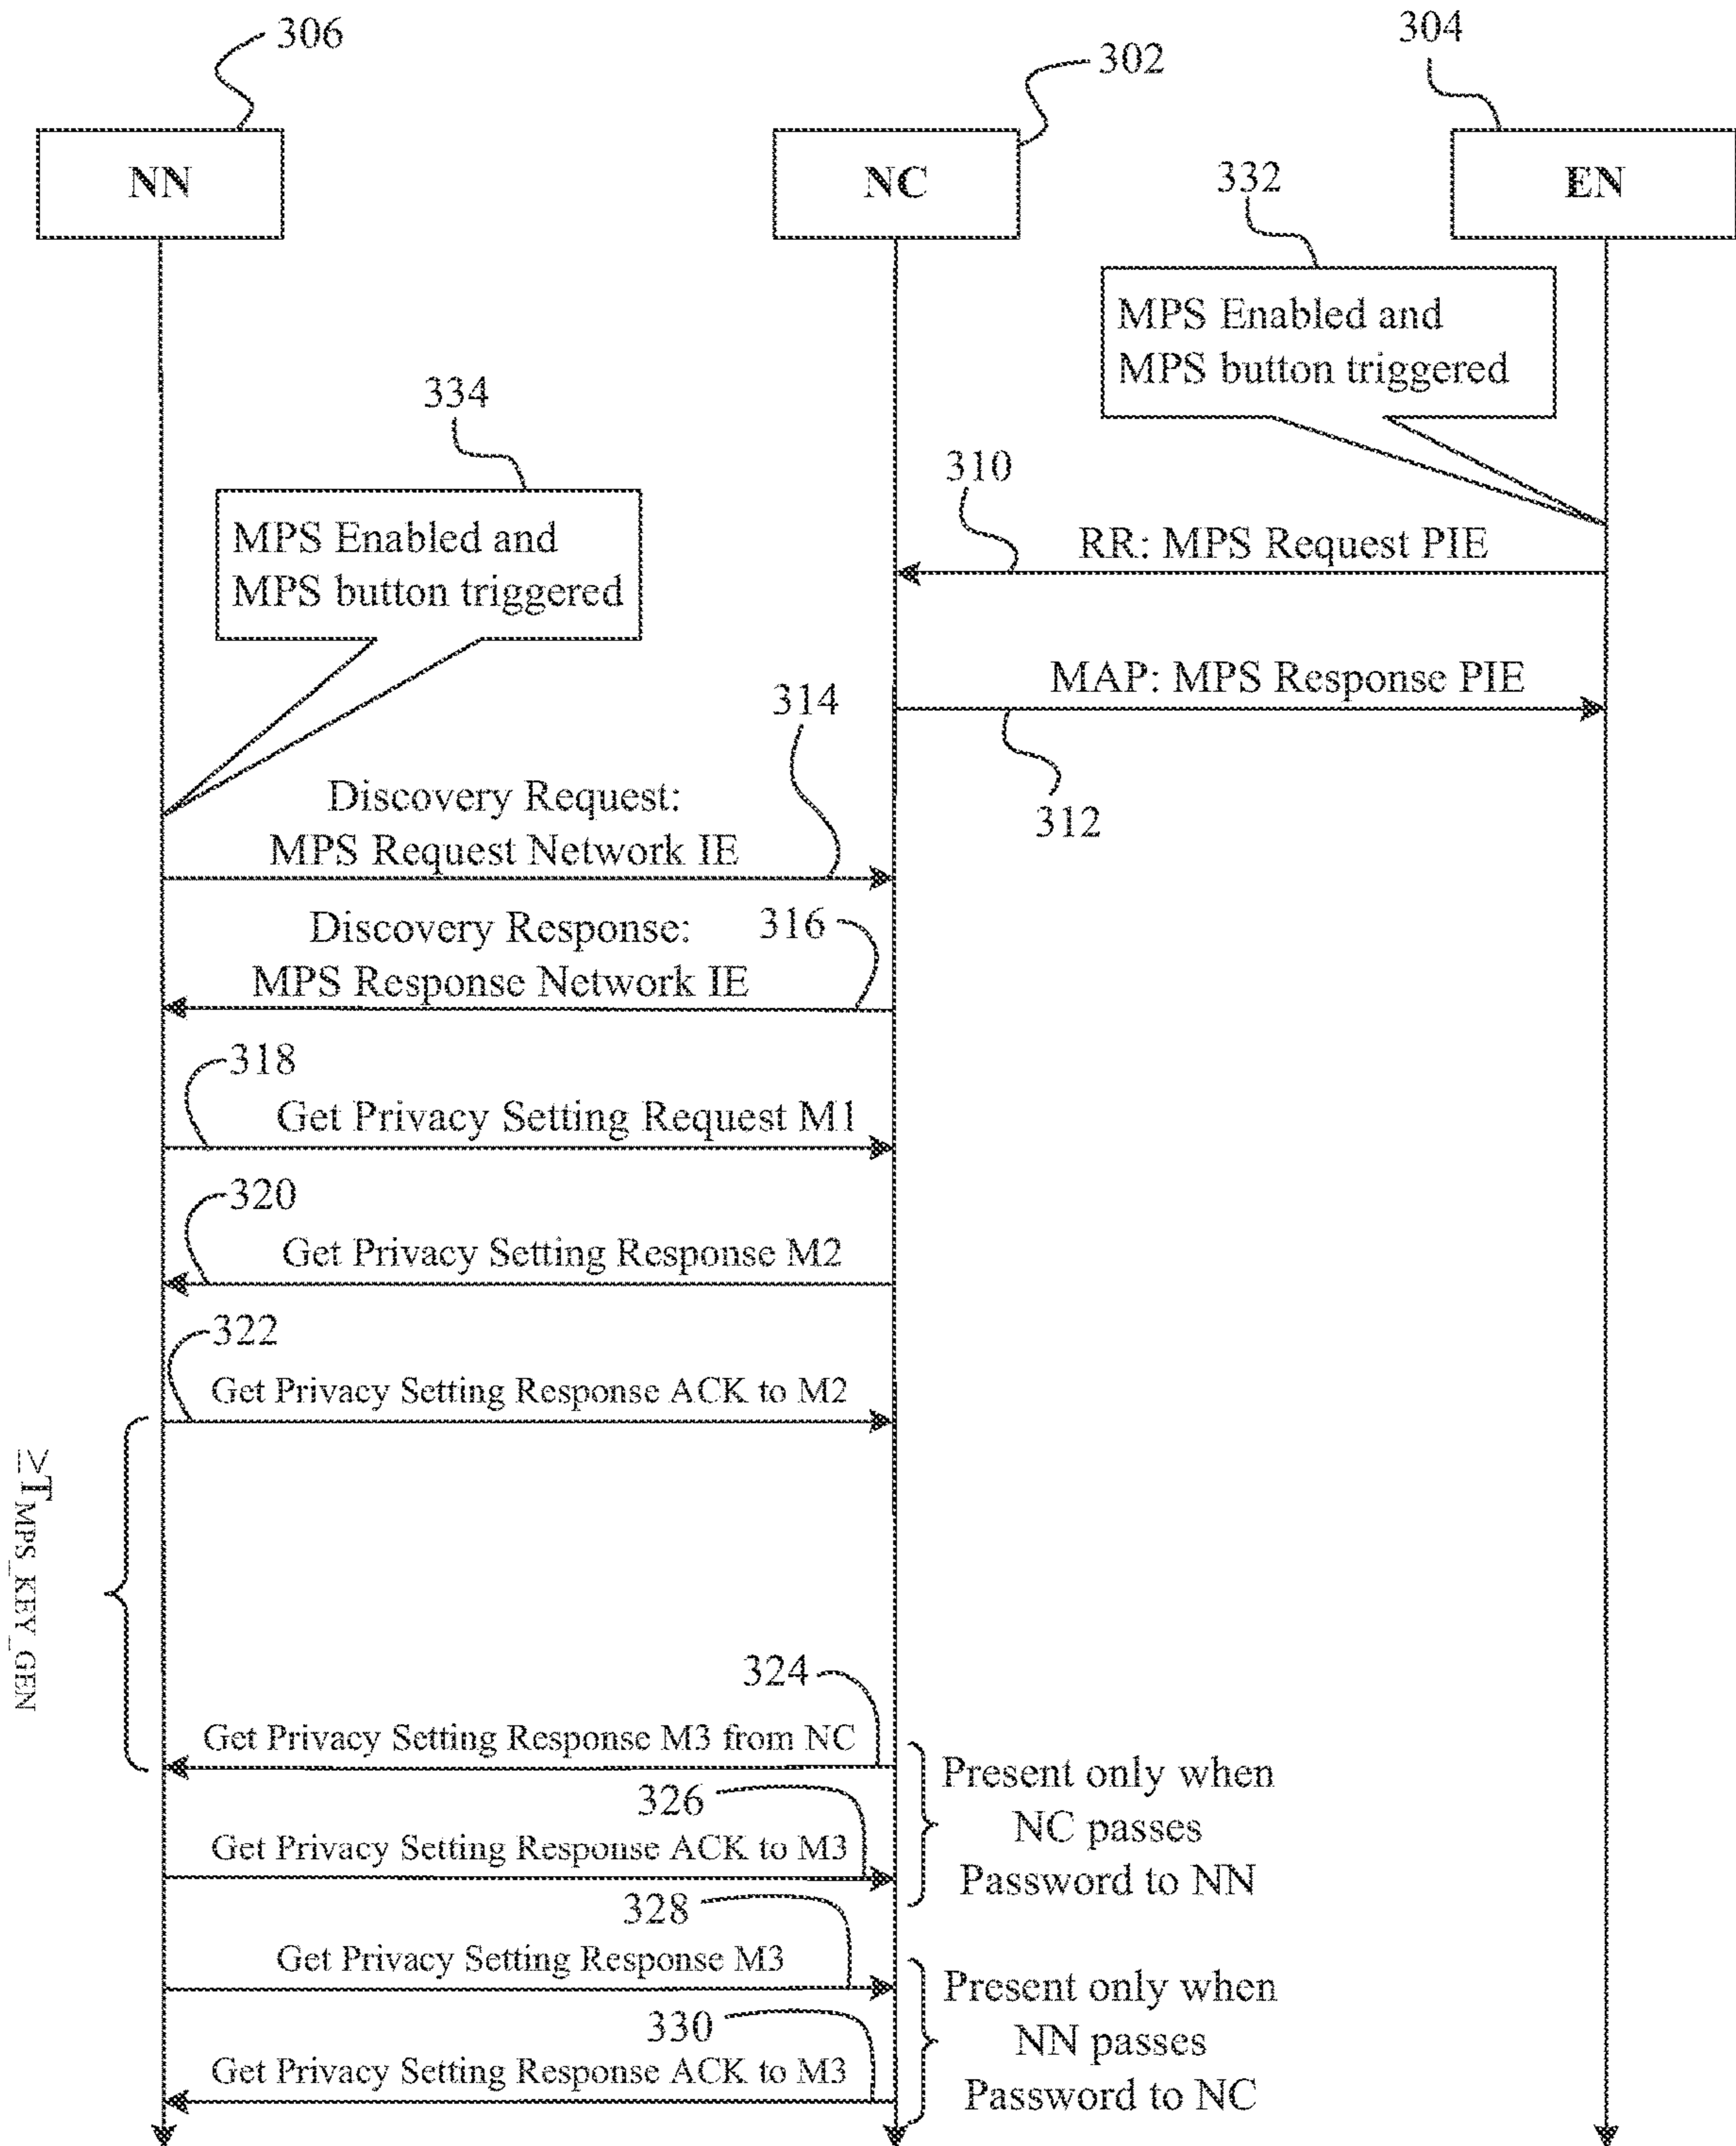 306
302
304
NN
NC
EN
332
MPS Enabled and
MPS button triggered
334
310
MPS Enabled and
MPS button triggered
RR: MPS Request PIE
MAP: MPS Response PIE
314
312
Discovery Request:
MPS Request Network IE
Discovery Response:
316
MPS Response Network IE
318
Get Privacy Setting Request M1
320
Get Privacy Setting Response M2
322
Get Privacy Setting Response ACK to M2
≥T MPS_KEY_GEN
324
Get Privacy Setting Response M3 from NC
326
Get Privacy Setting Response ACK to M3
Present only when
NC passes
Password to NN
328
Get Privacy Setting Response M3
330
Get Privacy Setting Response ACK to M3
Present only when
NN passes
Password to NC